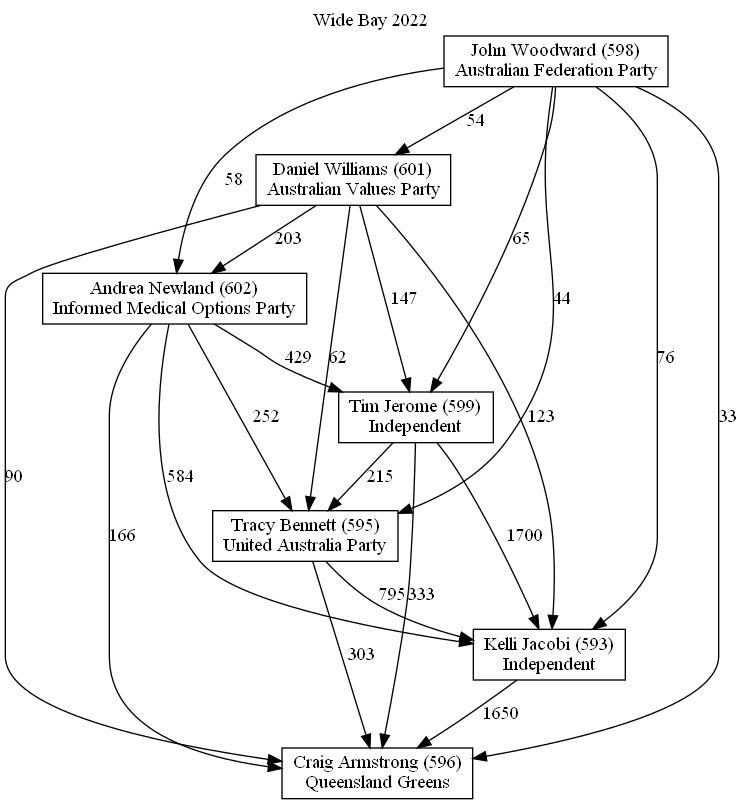 Wide Bay 2022
John Woodward (598)
Australian Federation Party
54
Daniel Williams (601)
Australian Values Party
58
203
65
Andrea Newland (602)
Informed Medical Options Party
147
44
429
62
76
Tim Jerome (599)
Independent
252
123
33
90
584
215
Tracy Bennett (595)
United Australia Party
166
1700
795
333
Kelli Jacobi (593)
Independent
303
1650
Craig Armstrong (596)
Queensland Greens